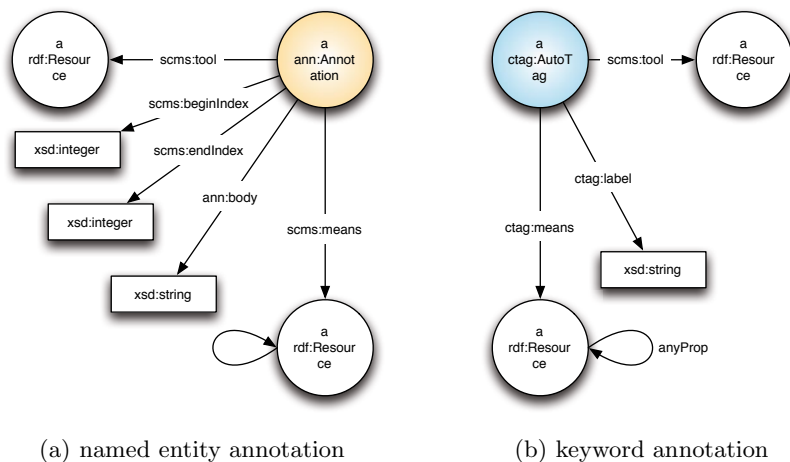 a
rdf:Resour
ce
scms:tool
a
ann:Annot
ation
scms:beginIndex
xsd:integer
scms:endIndex
xsd:integer
ann:body
xsd:string
scms:means
a
rdf:Resour
ce
(a) named entity annotation
a
ctag:AutoT
ag
scms:tool
a
rdf:Resour
ce
ctag:label
ctag:means
xsd:string
a
rdf:Resour
ce
anyProp
(b) keyword annotation